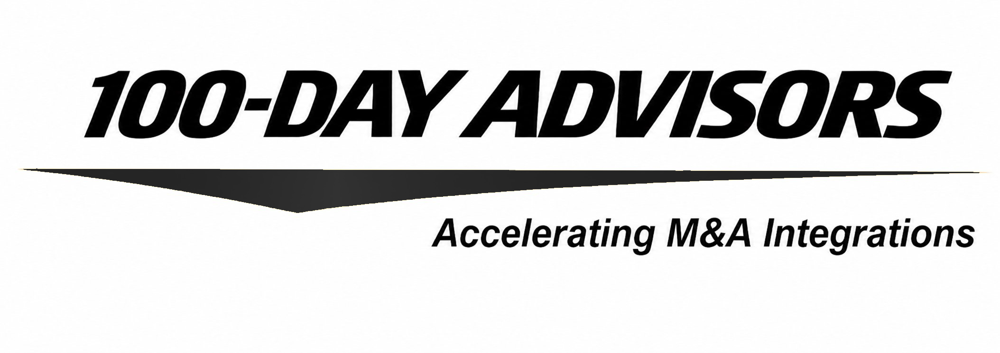 100-DAY ADVISORS
Accelerating M&A Integrations